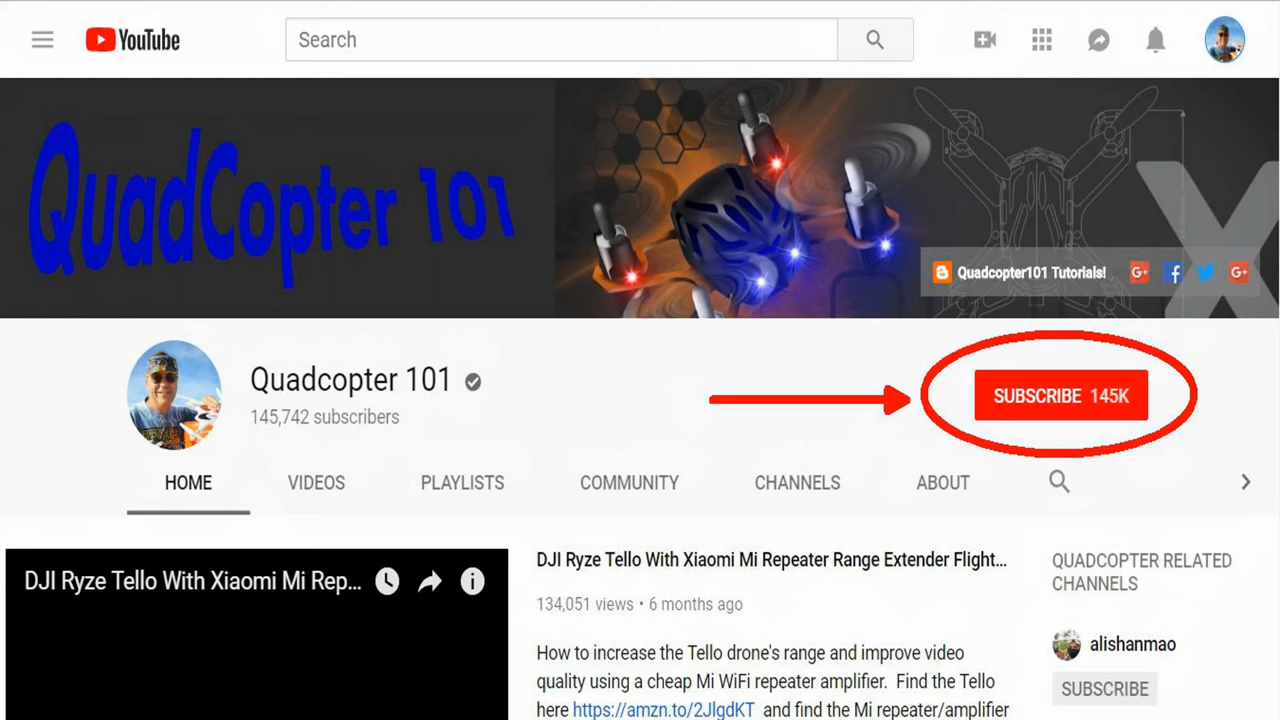 YouTube
Search
QuadCopter 101
X
Quadcopter101 Tutorials!
Quadcopter 101
145,742 subscribers
SUBSCRIBE 145K
HOME VIDEOS PLAYLISTS COMMUNITY CHANNELS ABOUT
DJI Ryze Tello With Xiaomi Mi Rep...
DJI Ryze Tello With Xiaomi Mi Repeater Range Extender Flight...
134,051 views • 6 months ago
How to increase the Tello drone's range and improve video
quality using a cheap Mi WiFi repeater amplifier. Find the Tello
here https://amzn.to/2JlgdKT and find the Mi repeater/amplifier
QUADCOPTER RELATED
CHANNELS
alishanmao
SUBSCRIBE